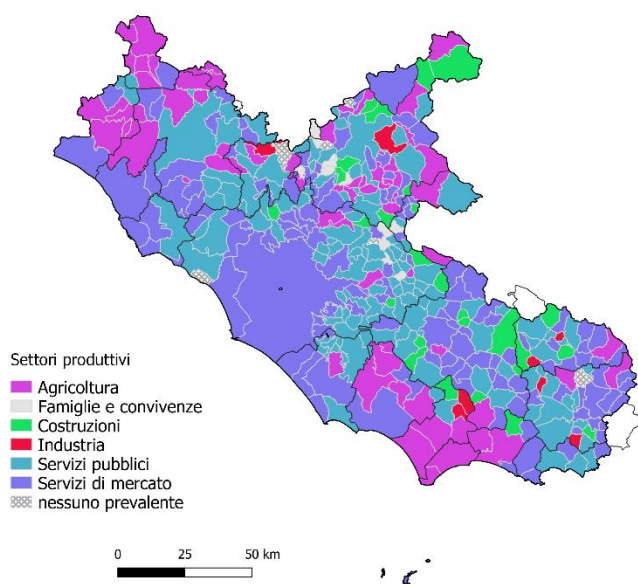 Settori produttivi
Agricoltura
Famiglie e convivenze
Costruzioni
Industria
Servizi pubblici
Servizi di mercato
nessuno prevalente
0 25 50 km